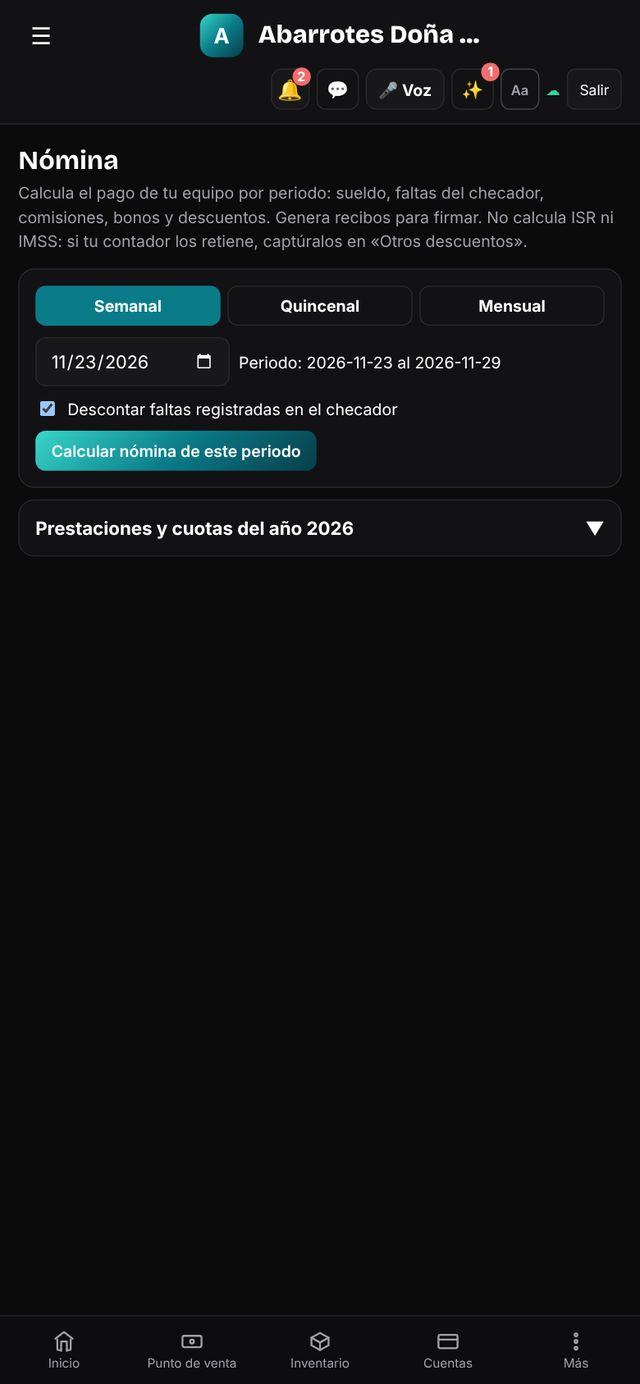 A
Abarrotes Doña ...
2
Voz
1
Aa
Salir
Nómina
Calcula el pago de tu equipo por periodo: sueldo, faltas del checador,
comisiones, bonos y descuentos. Genera recibos para firmar. No calcula ISR ni
IMSS: si tu contador los retiene, captúralos en «Otros descuentos».
Semanal
Quincenal
Mensual
11/23/2026
Periodo: 2026-11-23 al 2026-11-29
Descontar faltas registradas en el checador
Calcular nómina de este periodo
Prestaciones y cuotas del año 2026
Inicio
Punto de venta
Inventario
Cuentas
Más